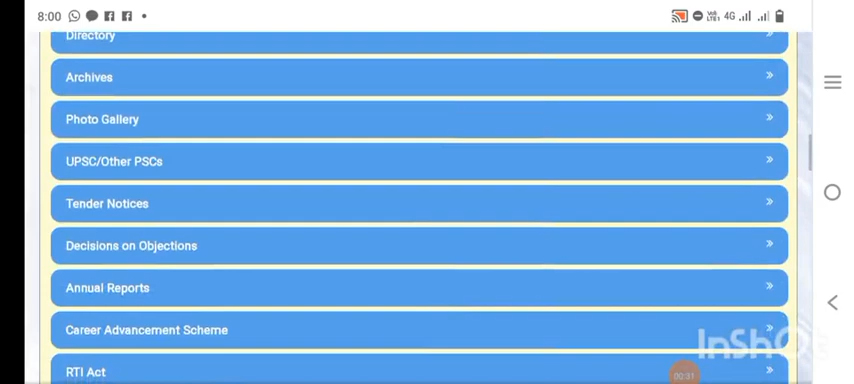 8:00
4G
Directory
Archives
Photo Gallery
UPSC/Other PSCs
Tender Notices
Decisions on Objections
Annual Reports
Career Advancement Scheme
InShOt
RTI Act
00:31